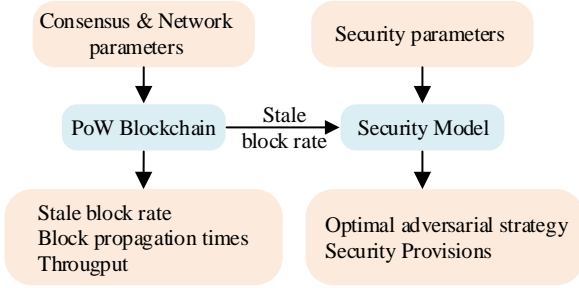 Consensus & Network
parameters
Security parameters
PoW Blockchain
Stale
block rate
Security Model
Stale block rate
Block propagation times
Througput
Optimal adversarial strategy
Security Provisions